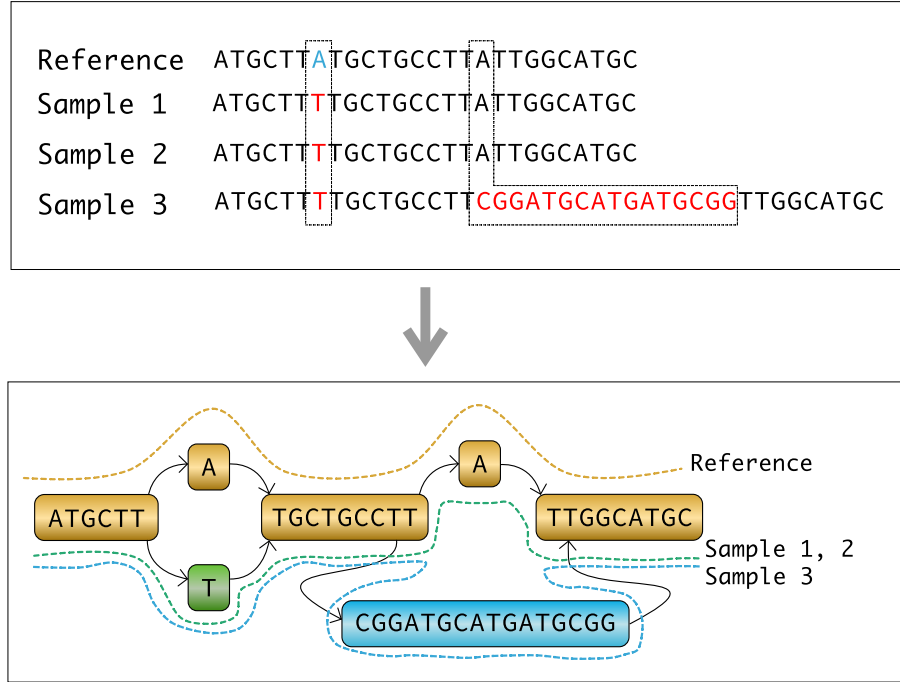 Reference ATGCTTATGCTGCCTTATTGGCATGC
Sample 1 ATGCTTTTGCTGCCTTATTGGCATGC
Sample 2 ATGCTTTTGCTGCCTTATTGGCATGC
Sample 3 ATGCTTTTGCTGCCTTCGGATGCATGATGCGGTTGGCATGC
A
A
Reference
ATGCTT
TGCTGCCTT
TTGGCATGC
Sample 1, 2
Sample 3
T
CGGATGCATGATGCGG